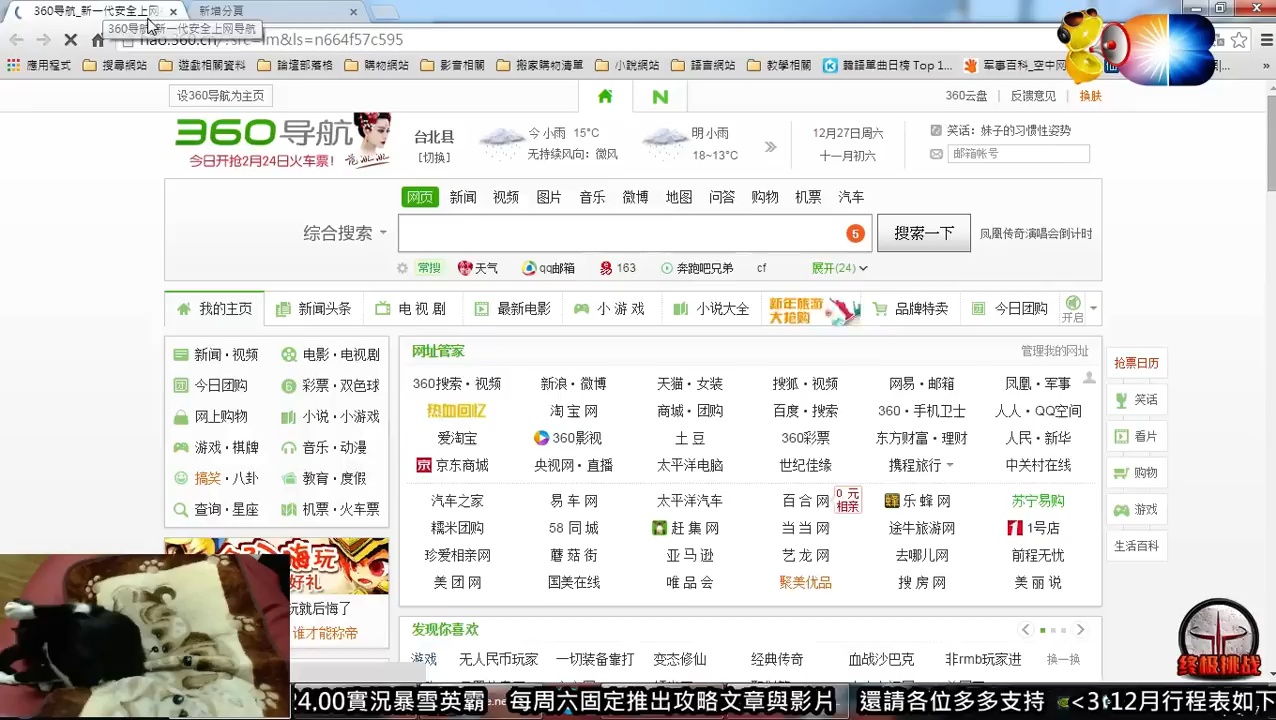 360导航_新一代安全上网
新增分頁
360导航_新一代安全上网导航
hao.360.cn/?src=lm&ls=n664f57c595
應用程式
搜尋網站
遊戲相關資料
論壇部落格
購物網站
影音相關
搬家購物清單
小說網站
語言網站
教學相關
龍語單曲日榜 Top 1...
军事百科_空中网
设360导航为主页
N
360云盘
反馈意见
换肤
360导航
今日开抢2月24日火车票!
台北县
[切换]
今 小雨 15°C
无持续风向: 微风
明 小雨
18~13°C
12月27日周六
十一月初六
笑话: 妹子的习惯性姿势
邮箱帐号
网页 新闻 视频 图片 音乐 微博 地图 问答 购物 机票 汽车
综合搜索
5
搜索一下
凤凰传奇演唱会倒计时
常搜 天气 qq邮箱 163 奔跑吧兄弟 cf 展开(24)
我的主页 新闻头条 电 视 剧 最新电影 小 游 戏 小说大全 新年旅游大抢购 品牌特卖 今日团购 开启
新闻·视频 电影·电视剧
今日团购 彩票·双色球
网上购物 小说·小游戏
游戏·棋牌 音乐·动漫
搞笑·八卦 教育·度假
查询·星座 机票·火车票
网址管家 管理我的网址
360搜索·视频 新浪·微博 天猫·女装 搜狐·视频 网易·邮箱 凤凰·军事
热血回忆 淘 宝 网 商城·团购 百度·搜索 360·手机卫士 人人·QQ空间
爱淘宝 360影视 土 豆 360彩票 东方财富·理财 人民·新华
京东商城 央视网·直播 太平洋电脑 世纪佳缘 携程旅行 中关村在线
汽车之家 易 车 网 太平洋汽车 百 合 网 0元相亲 乐 蜂 网 苏宁易购
糯米团购 58 同 城 赶 集 网 当 当 网 途牛旅游网 1号店
珍爱相亲网 蘑 菇 街 亚 马 逊 艺 龙 网 去哪儿网 前程无忧
美 团 网 国美在线 唯 品 会 聚美优品 搜 房 网 美 丽 说
抢票日历
笑话
看片
购物
游戏
生活百科
好礼
玩就后悔了
谁才能称帝
发现你喜欢
游戏 无人民币玩家 一切装备靠打 变态修仙 经典传奇 血战沙巴克 非rmb玩家进 换一换
终极挑战
4.00實況暴雪英霸 每周六固定推出攻略文章與影片 還請各位多多支持 <3 12月行程表如下